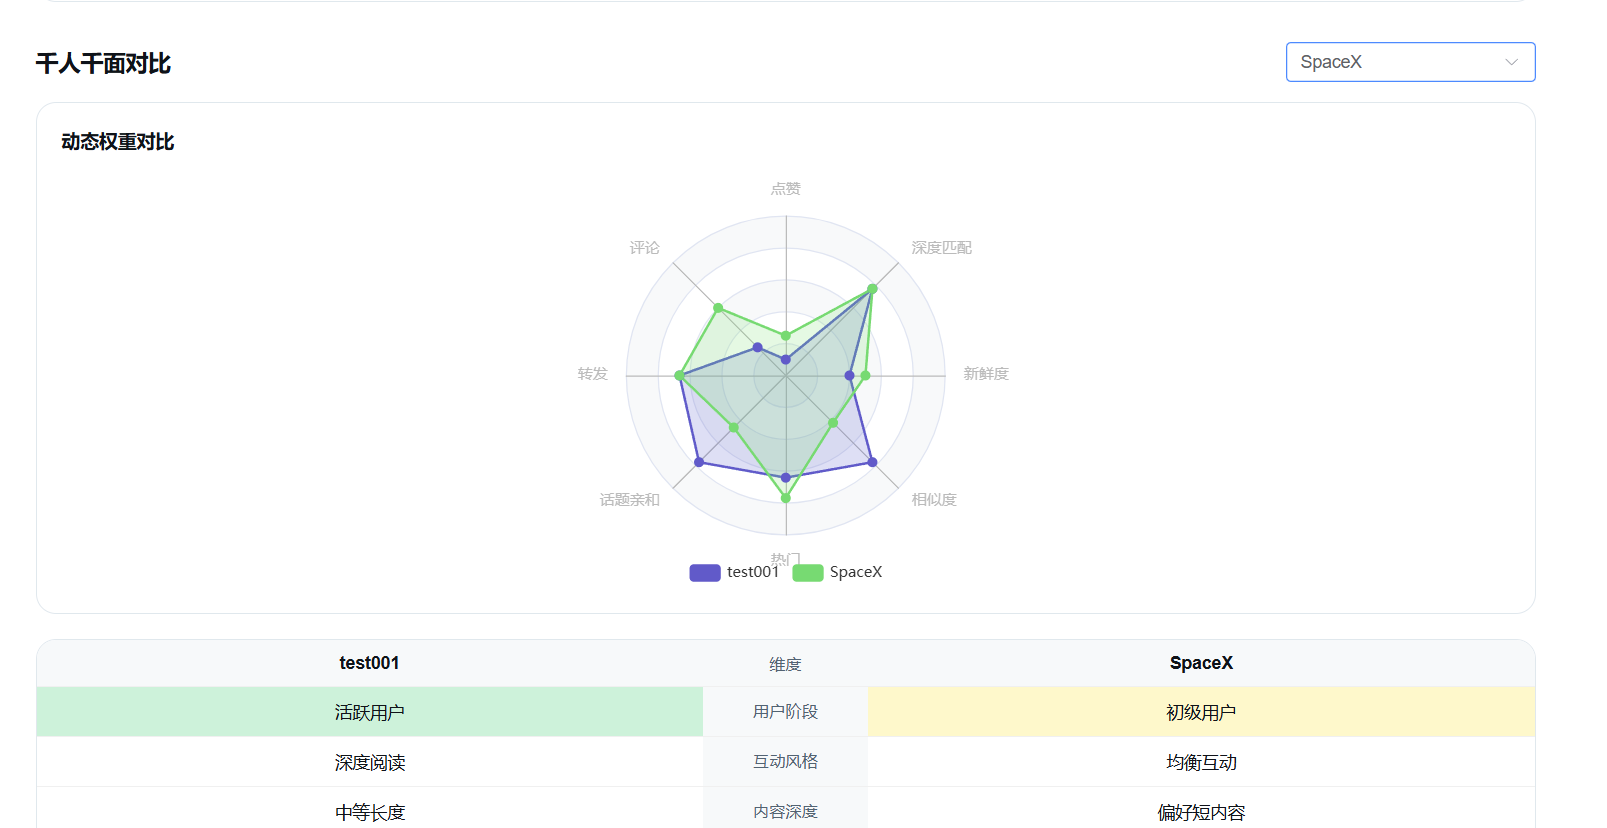 千人千面对比
SpaceX
动态权重对比
点赞
评论
深度匹配
转发
新鲜度
话题亲和
相似度
热门
test001
SpaceX
test001
维度
SpaceX
活跃用户
用户阶段
初级用户
深度阅读
互动风格
均衡互动
中等长度
内容深度
偏好短内容